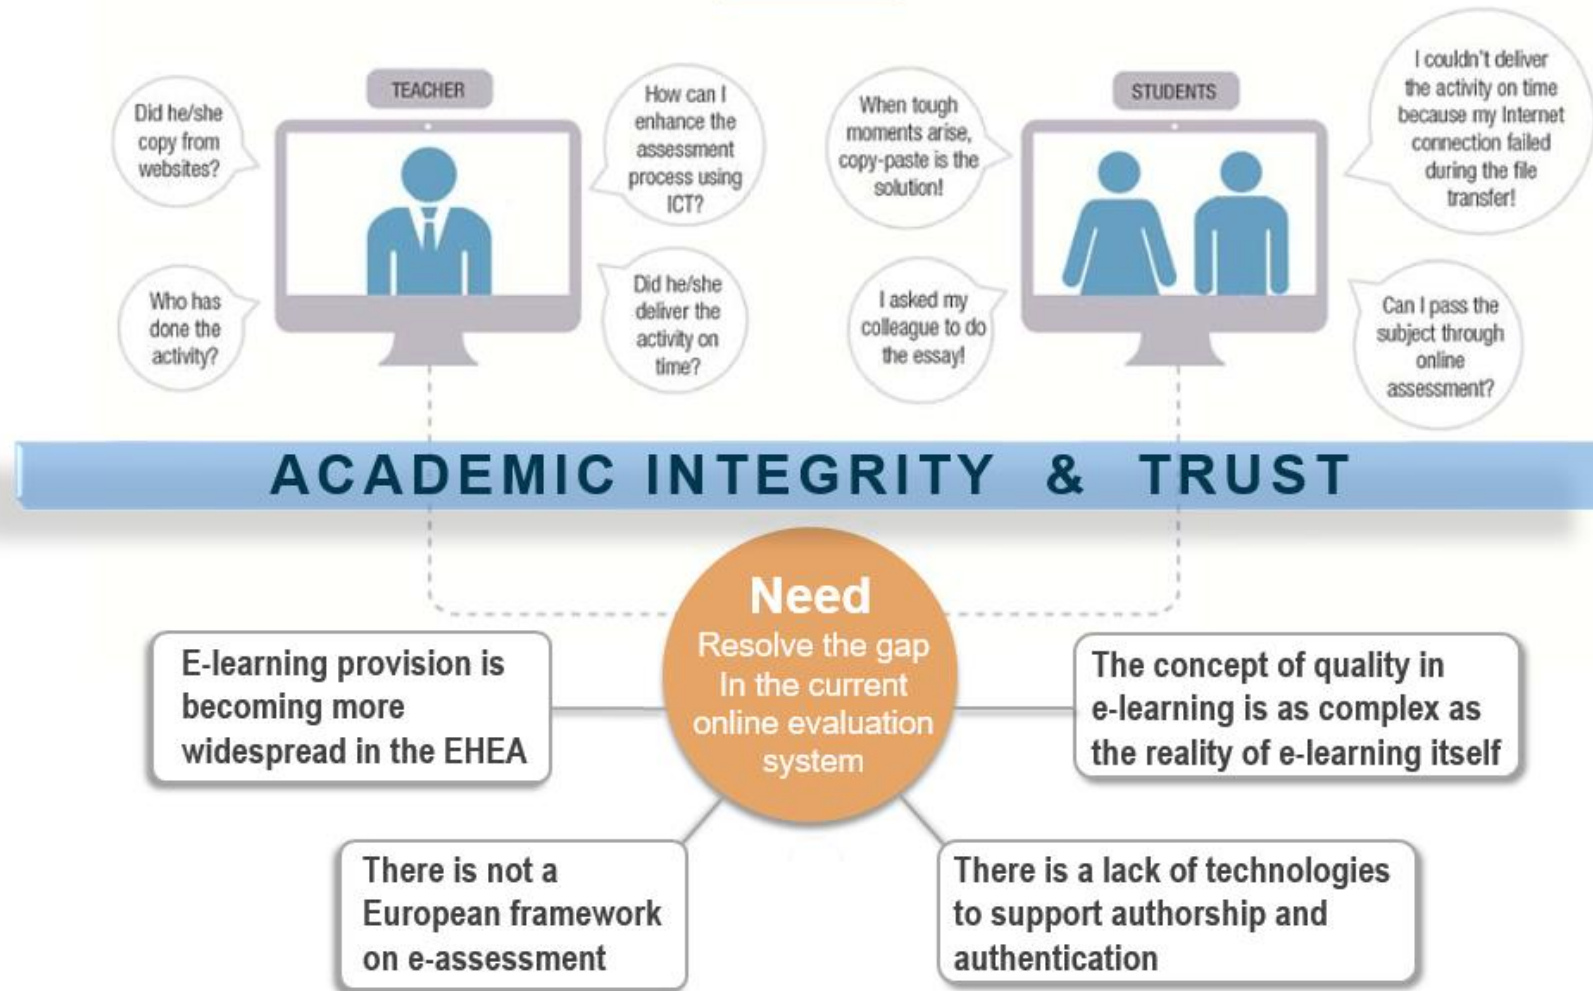 TEACHER
Did he/she
copy from
websites?
How can I
enhance the
assessment
process using
ICT?
Who has
done the
activity?
Did he/she
deliver the
activity on
time?
STUDENTS
When tough
moments arise,
copy-paste is the
solution!
I couldn't deliver
the activity on time
because my Internet
connection failed
during the file
transfer!
I asked my
colleague to do
the essay!
Can I pass the
subject through
online
assessment?
ACADEMIC INTEGRITY & TRUST
Need
Resolve the gap
In the current
online evaluation
system
E-learning provision is
becoming more
widespread in the EHEA
The concept of quality in
e-learning is as complex as
the reality of e-learning itself
There is not a
European framework
on e-assessment
There is a lack of technologies
to support authorship and
authentication